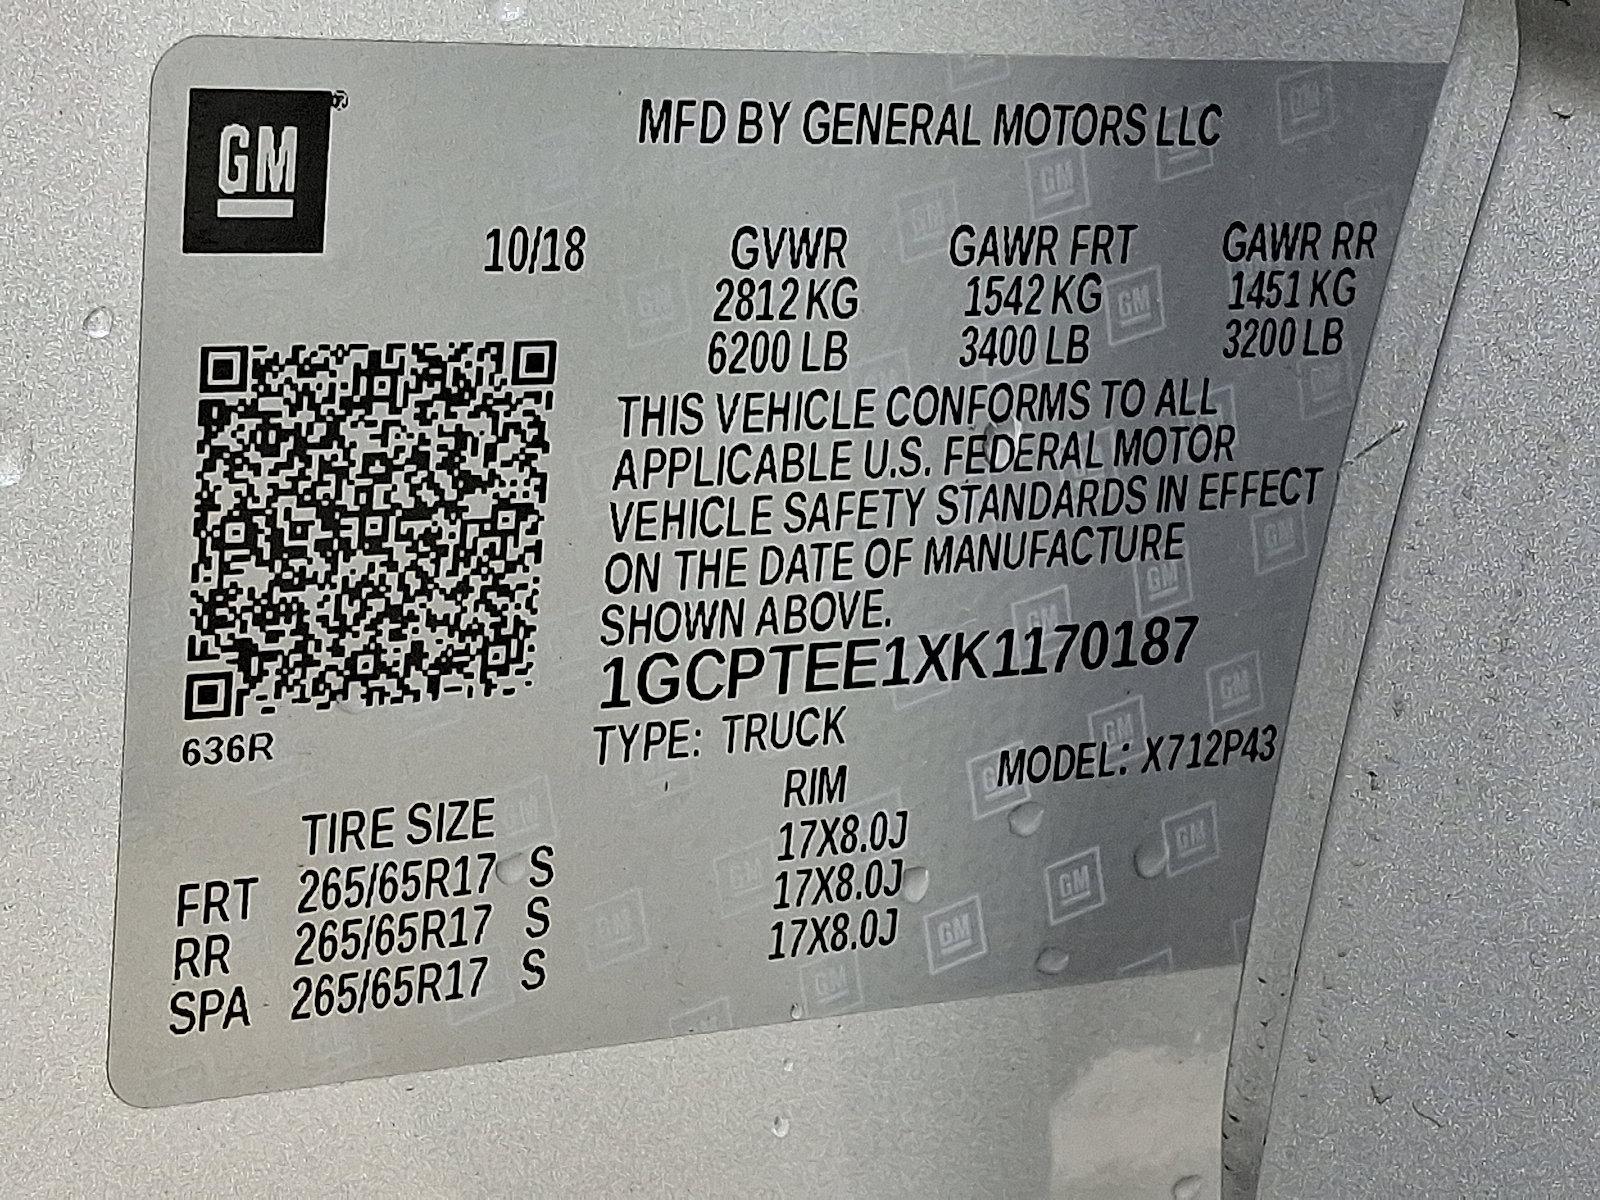 GM
MFD BY GENERAL MOTORS LLC
10/18 GVWR GAWR FRT GAWR RR
2812 KG 1542 KG 1451 KG
6200 LB 3400 LB 3200 LB
THIS VEHICLE CONFORMS TO ALL
APPLICABLE U.S. FEDERAL MOTOR
VEHICLE SAFETY STANDARDS IN EFFECT
ON THE DATE OF MANUFACTURE
SHOWN ABOVE.
1GCPTEE1XK1170187
636R
TYPE: TRUCK MODEL: X712P43
TIRE SIZE RIM
FRT 265/65R17 S 17X8.0J
RR 265/65R17 S 17X8.0J
SPA 265/65R17 S 17X8.0J